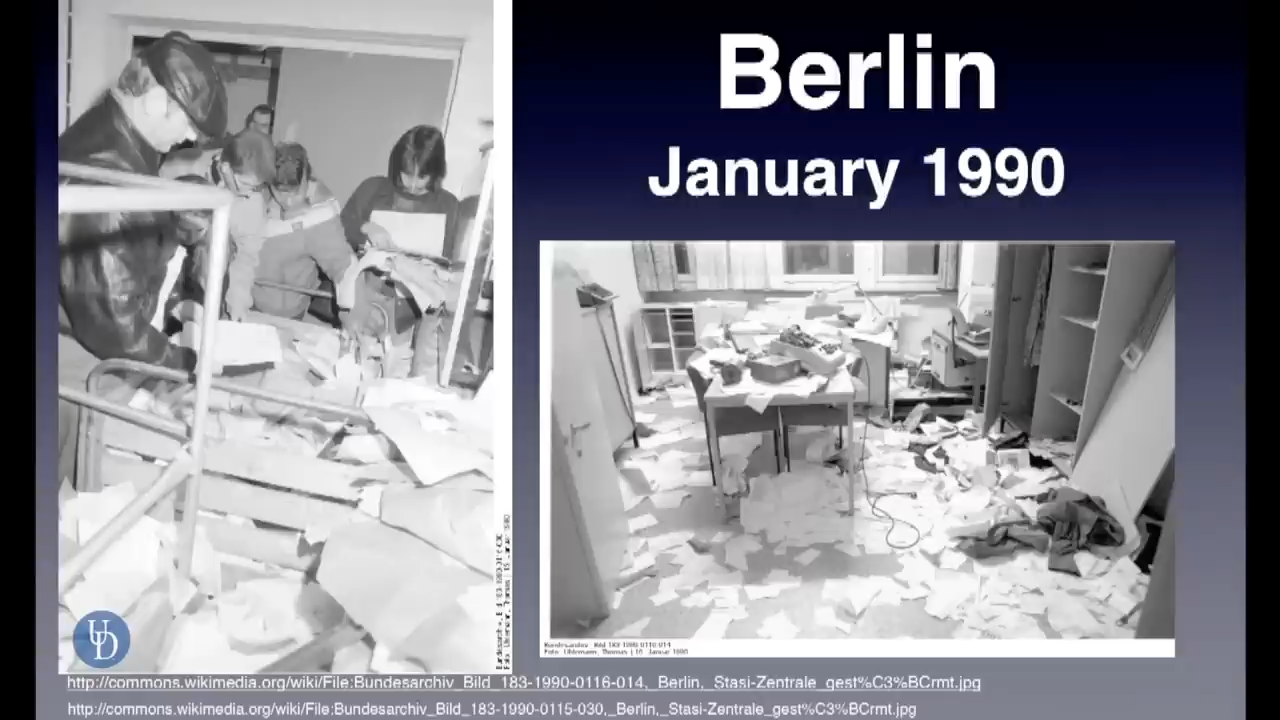 Berlin
January 1990
UD
http://commons.wikimedia.org/wiki/File:Bundesarchiv_Bild_183-1990-0116-014,_Berlin,_Stasi-Zentrale_gest%C3%BCrmt.jpg
http://commons.wikimedia.org/wiki/File:Bundesarchiv_Bild_183-1990-0115-030,_Berlin,_Stasi-Zentrale_gest%C3%BCrmt.jpg